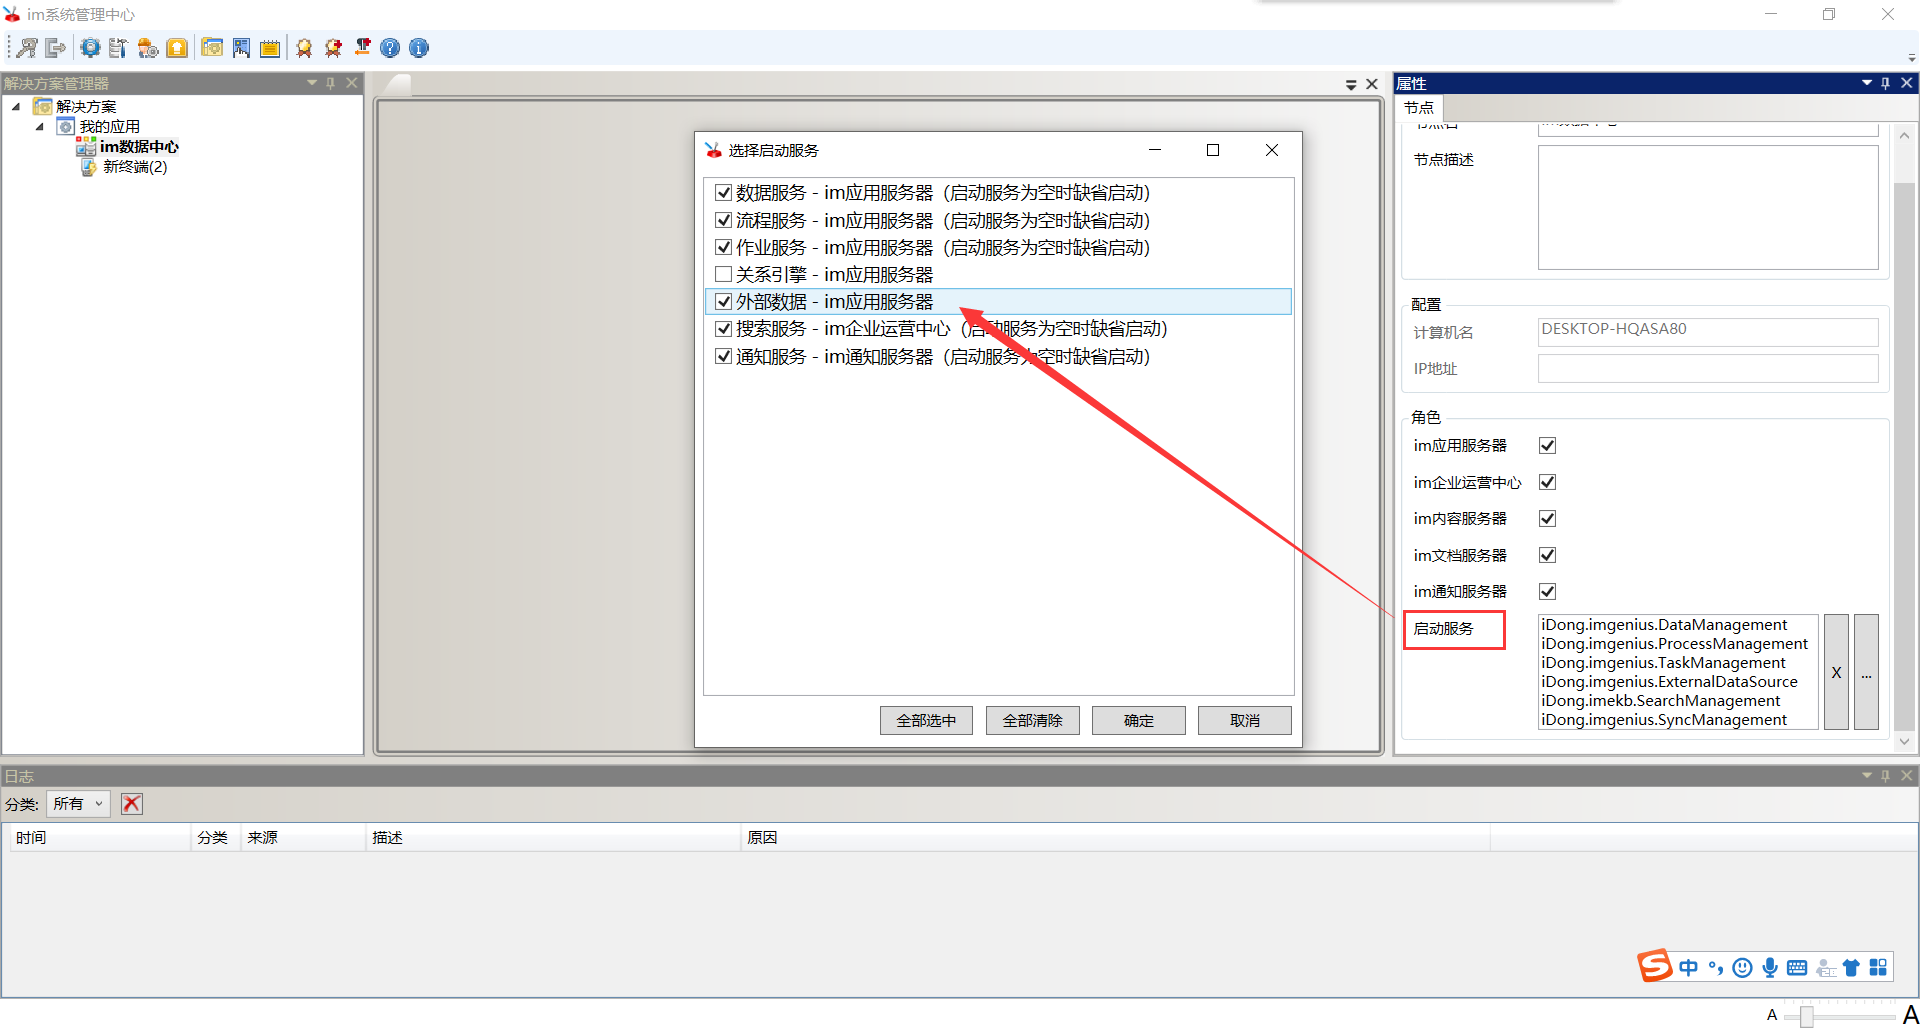 im系统管理中心
解决方案管理器
解决方案
我的应用
im数据中心
新终端(2)
选择启动服务
数据服务 - im应用服务器（启动服务为空时缺省启动）
流程服务 - im应用服务器（启动服务为空时缺省启动）
作业服务 - im应用服务器（启动服务为空时缺省启动）
关系引擎 - im应用服务器
外部数据 - im应用服务器
搜索服务 - im企业运营中心（启动服务为空时缺省启动）
通知服务 - im通知服务器（启动服务为空时缺省启动）
全部选中
全部清除
确定
取消
属性
节点
节点描述
配置
计算机名
DESKTOP-HQASA80
IP地址
角色
im应用服务器
im企业运营中心
im内容服务器
im文档服务器
im通知服务器
启动服务
iDong.imgenius.DataManagement
iDong.imgenius.ProcessManagement
iDong.imgenius.TaskManagement
iDong.imgenius.ExternalDataSource
iDong.imekb.SearchManagement
iDong.imgenius.SyncManagement
X
...
日志
分类: 所有
时间 分类 来源 描述 原因
中
A A